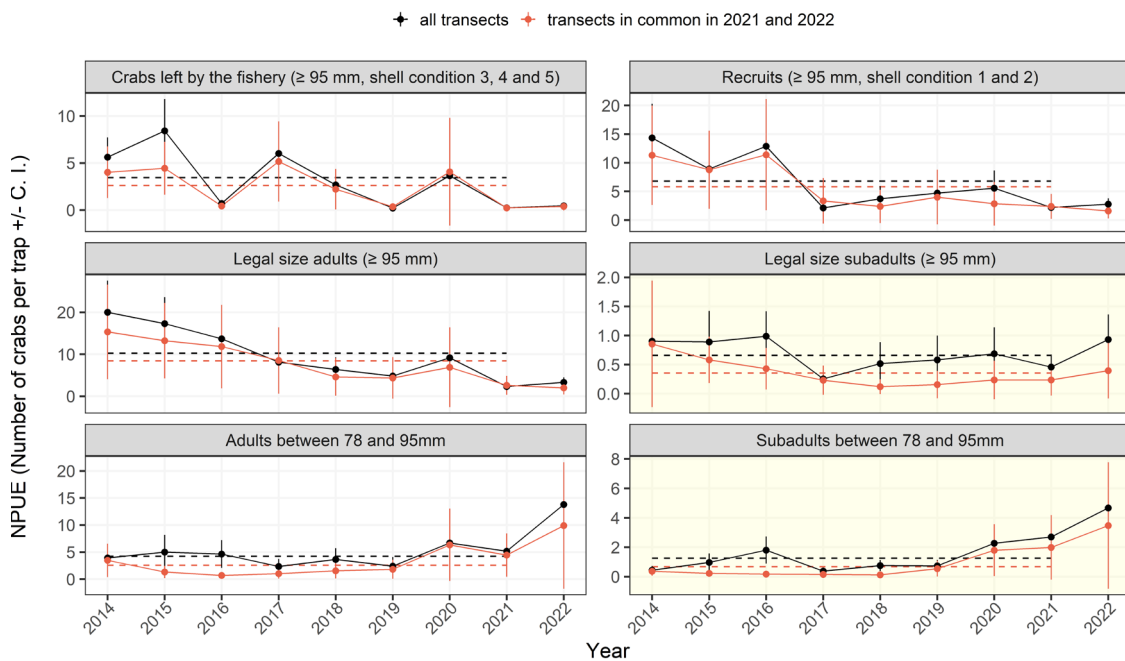 all transects transects in common in 2021 and 2022
Crabs left by the fishery (≥ 95 mm, shell condition 3, 4 and 5)
Recruits (≥ 95 mm, shell condition 1 and 2)
10
5
0
20
15
10
5
0
Legal size adults (≥ 95 mm)
Legal size subadults (≥ 95 mm)
20
10
0
2.0
1.5
1.0
0.5
0.0
Adults between 78 and 95mm
Subadults between 78 and 95mm
20
15
10
5
0
8
6
4
2
0
2014 2015 2016 2017 2018 2019 2020 2021 2022
2014 2015 2016 2017 2018 2019 2020 2021 2022
Year
NPUE (Number of crabs per trap +/- C. I.)